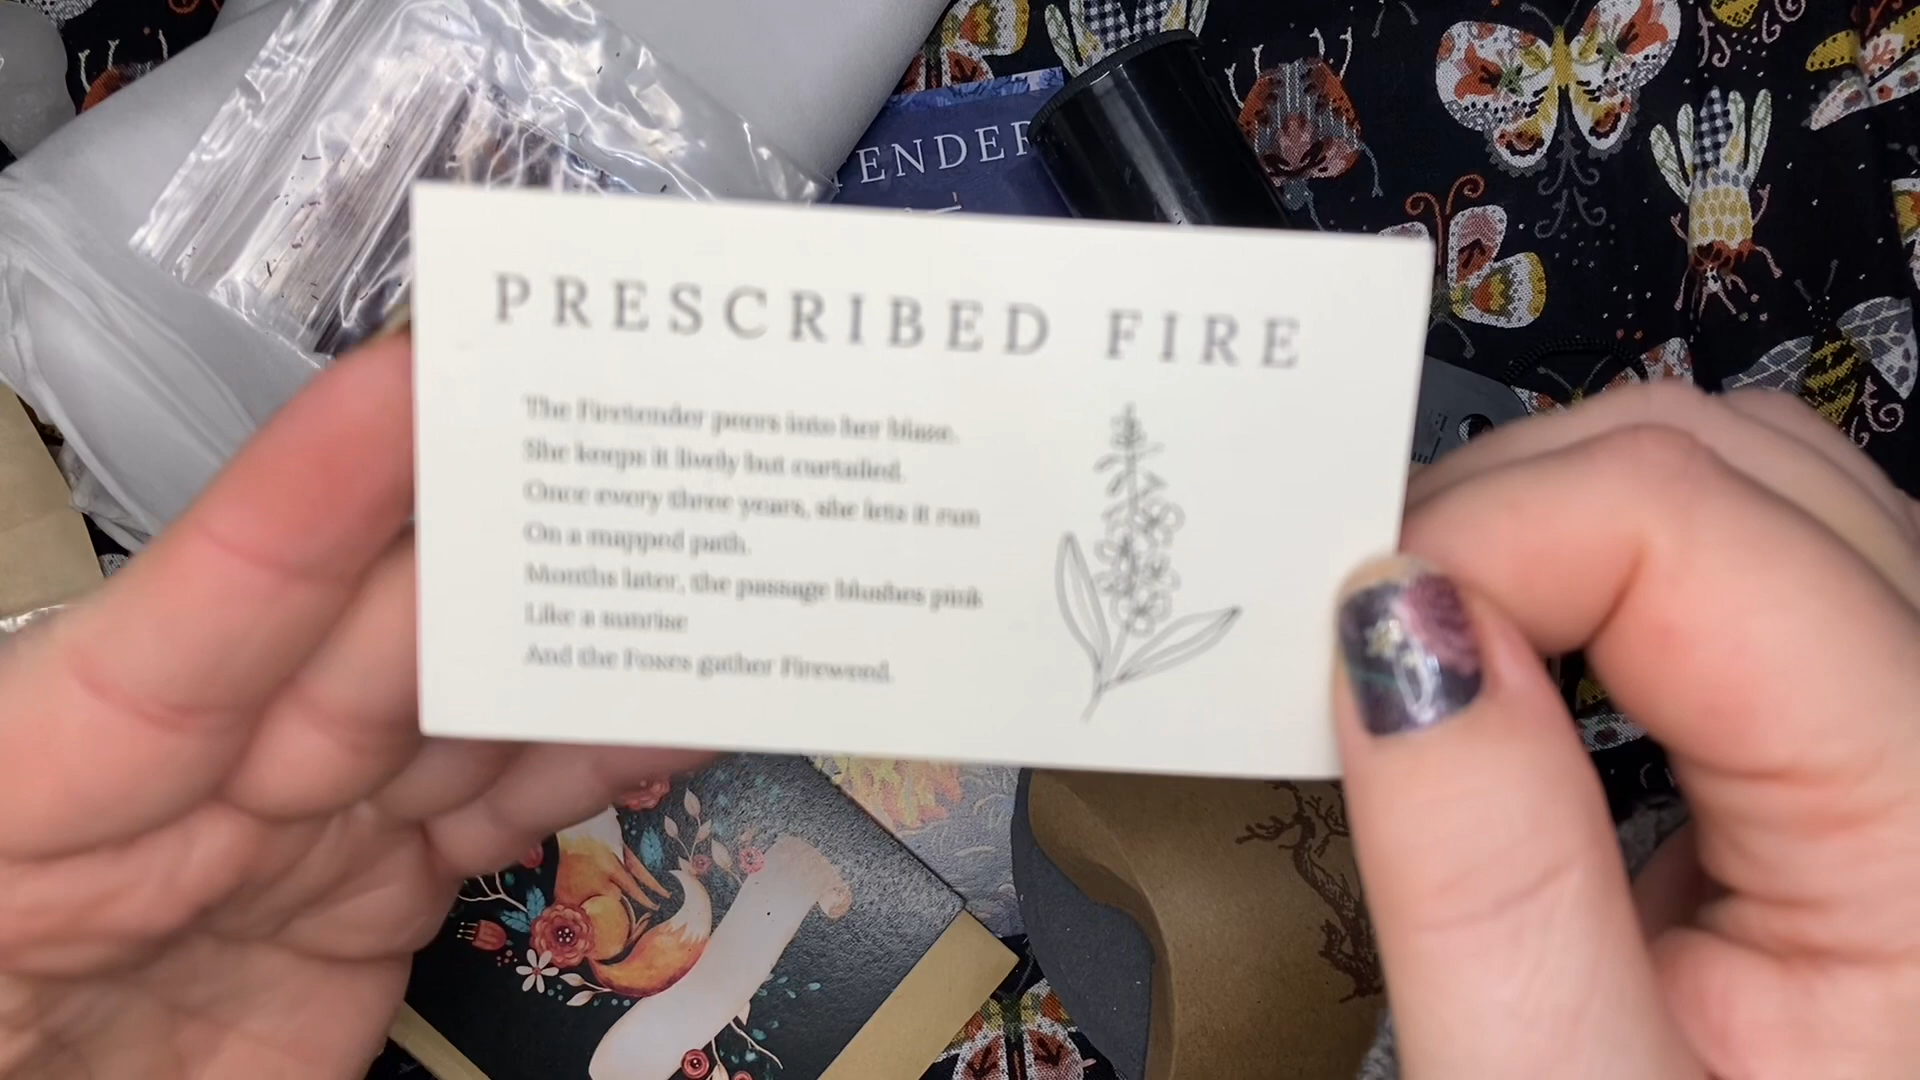 TENDER
PRESCRIBED FIRE
The Firetender peers into her blaze.
She keeps it lively but curtailed.
Once every three years, she lets it run
On a mapped path.
Months later, the passage blushes pink
Like a sunrise
And the Foxes gather Fireweed.